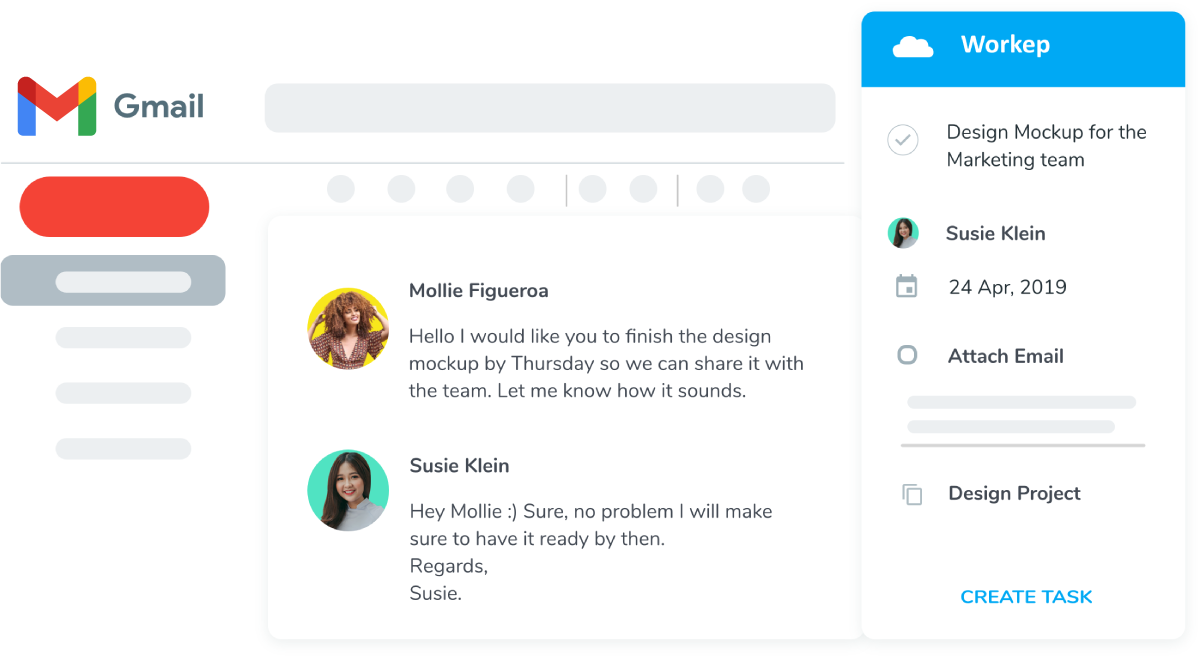 Gmail
Mollie Figueroa
Hello I would like you to finish the design
mockup by Thursday so we can share it with
the team. Let me know how it sounds.
Susie Klein
Hey Mollie :) Sure, no problem I will make
sure to have it ready by then.
Regards,
Susie.
Workep
Design Mockup for the
Marketing team
Susie Klein
24 Apr, 2019
Attach Email
Design Project
CREATE TASK